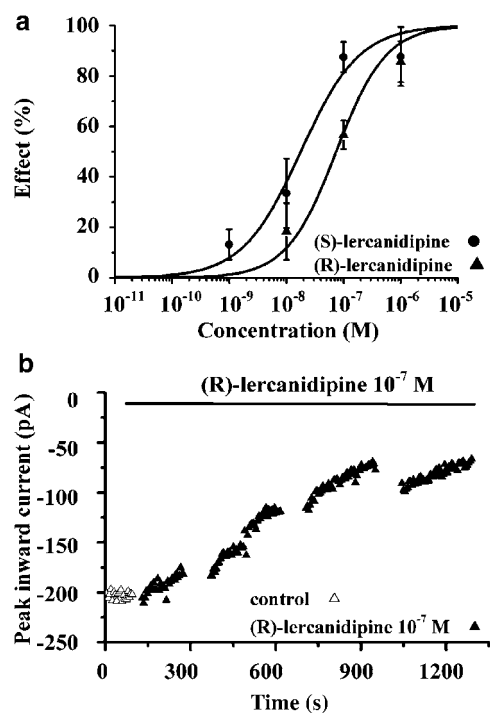 a
100
80
60
40
20
0
Effect (%)
(S)-lercanidipine
(R)-lercanidipine
10⁻¹¹ 10⁻¹⁰ 10⁻⁹ 10⁻⁸ 10⁻⁷ 10⁻⁶ 10⁻⁵
Concentration (M)
b
(R)-lercanidipine 10⁻⁷ M
0
-50
-100
-150
-200
-250
Peak inward current (pA)
control
(R)-lercanidipine 10⁻⁷ M
0 300 600 900 1200
Time (s)